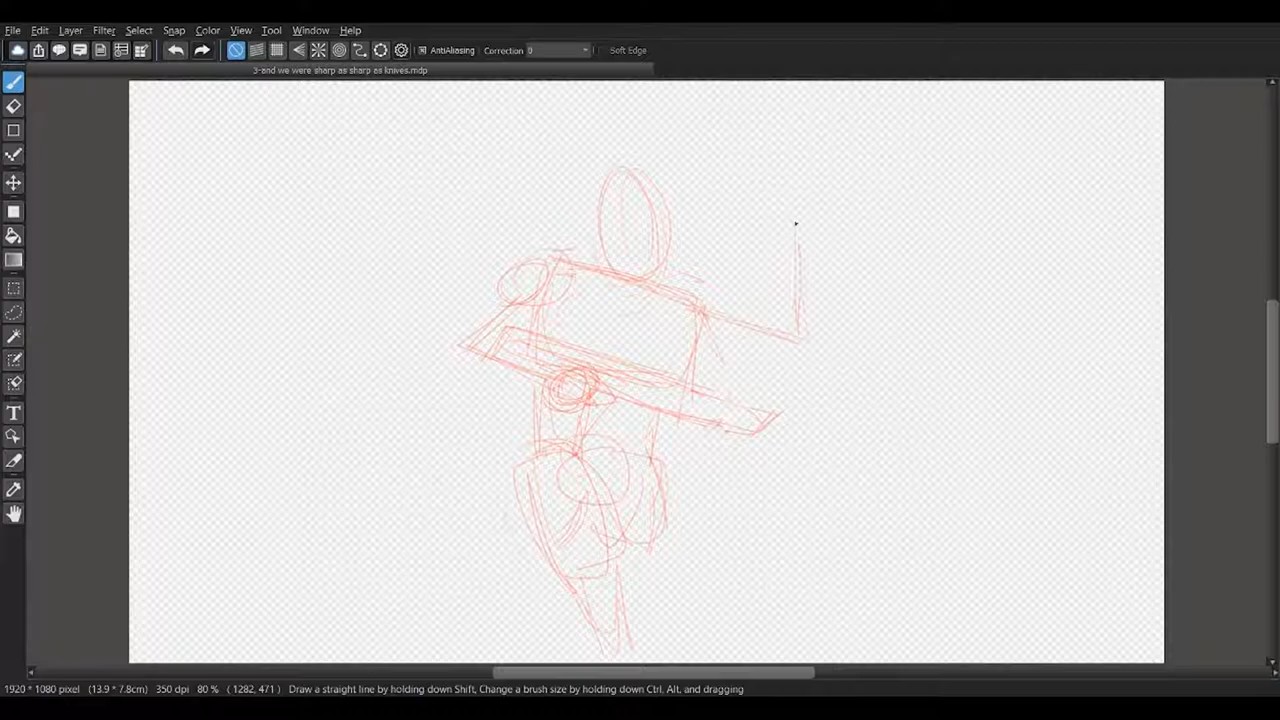 File Edit Layer Filter Select Snap Color View Tool Window Help
AntiAliasing Correction 0 Soft Edge
3-and we were sharp as sharp as knives.mdp
T
1920 * 1080 pixel (13.9 * 7.8cm) 350 dpi 80 % ( 1282, 471 ) Draw a straight line by holding down Shift, Change a brush size by holding down Ctrl, Alt, and dragging